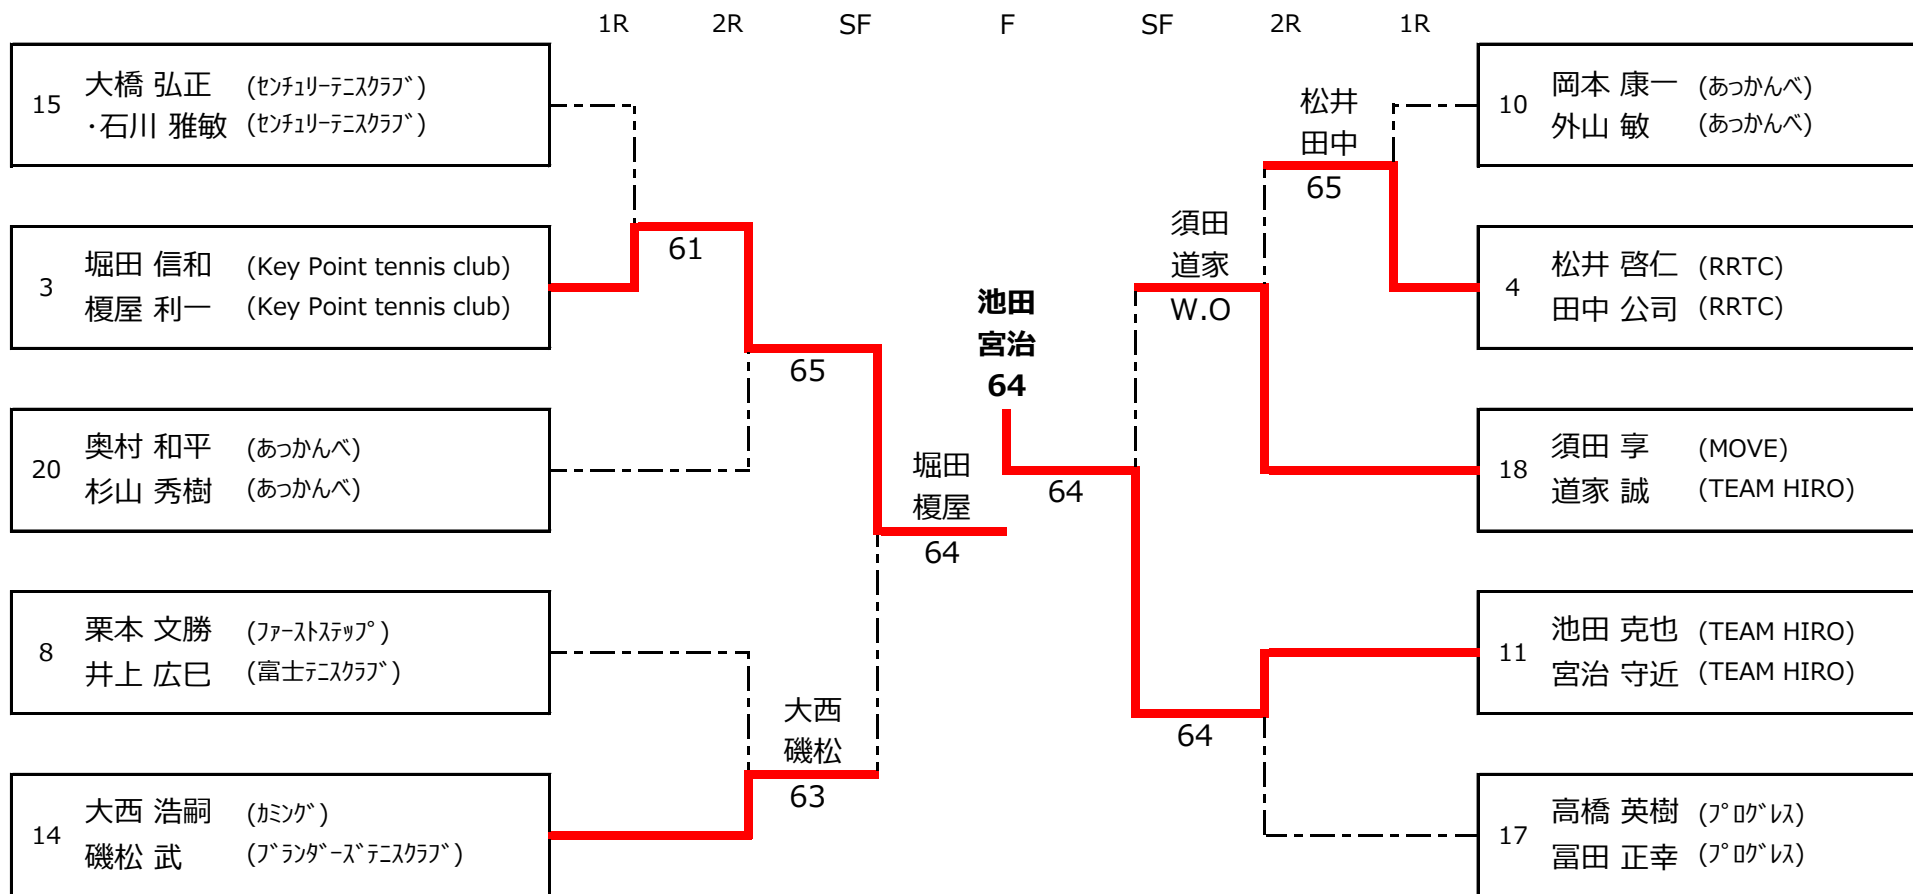 1R 2R SF F SF 2R 1R
15 大橋 弘正 (ｾﾝﾁｭﾘｰﾃﾆｽｸﾗﾌﾞ)
・石川 雅敏 (ｾﾝﾁｭﾘｰﾃﾆｽｸﾗﾌﾞ)
3 堀田 信和 (Key Point tennis club)
榎屋 利一 (Key Point tennis club)
20 奥村 和平 (あっかんべ)
杉山 秀樹 (あっかんべ)
8 栗本 文勝 (ﾌｧｰｽﾄｽﾃｯﾌﾟ)
井上 広巳 (富士ﾃﾆｽｸﾗﾌﾞ)
14 大西 浩嗣 (ｶﾐﾝｸﾞ)
磯松 武 (ﾌﾞﾗﾝﾀﾞｰｽﾞﾃﾆｽｸﾗﾌﾞ)
61
65
大西
磯松
63
堀田
榎屋
64
池田
宮治
64
64
須田
道家
W.O
64
松井
田中
65
10 岡本 康一 (あっかんべ)
外山 敏 (あっかんべ)
4 松井 啓仁 (RRTC)
田中 公司 (RRTC)
18 須田 享 (MOVE)
道家 誠 (TEAM HIRO)
11 池田 克也 (TEAM HIRO)
宮治 守近 (TEAM HIRO)
17 高橋 英樹 (ﾌﾟﾛｸﾞﾚｽ)
冨田 正幸 (ﾌﾟﾛｸﾞﾚｽ)